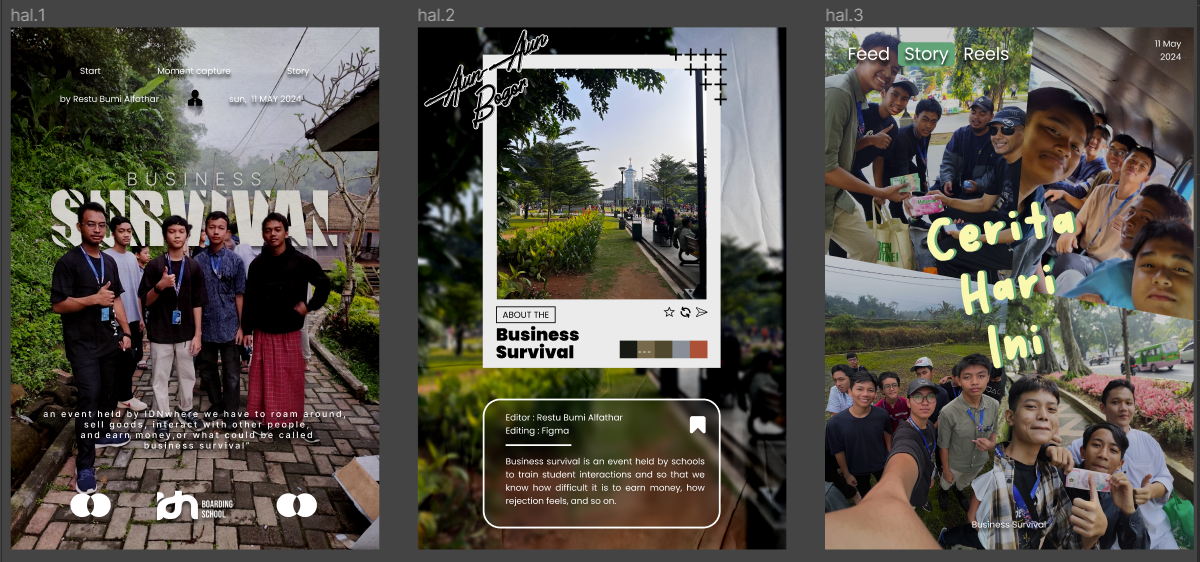 hal.1
Start
Moment capture
Story
by Restu Bumi Alfathar
sun, 11 MAY 2024
BUSINESS
SURVIVAL
an event held by IDNwhere we have to roam around,
sell goods, interact with other people,
and earn money,or what could be called
business survival"
idn
BOARDING
SCHOOL
hal.2
Aun - Aun
Bogor
ABOUT THE
Business
Survival
Editor : Restu Bumi Alfathar
Editing : Figma
Business survival is an event held by schools
to train student interactions and so that we
know how difficult it is to earn money, how
rejection feels, and so on.
hal.3
Feed
Story
Reels
11 May
2024
Cerita
Hari
Ini
Business Survival